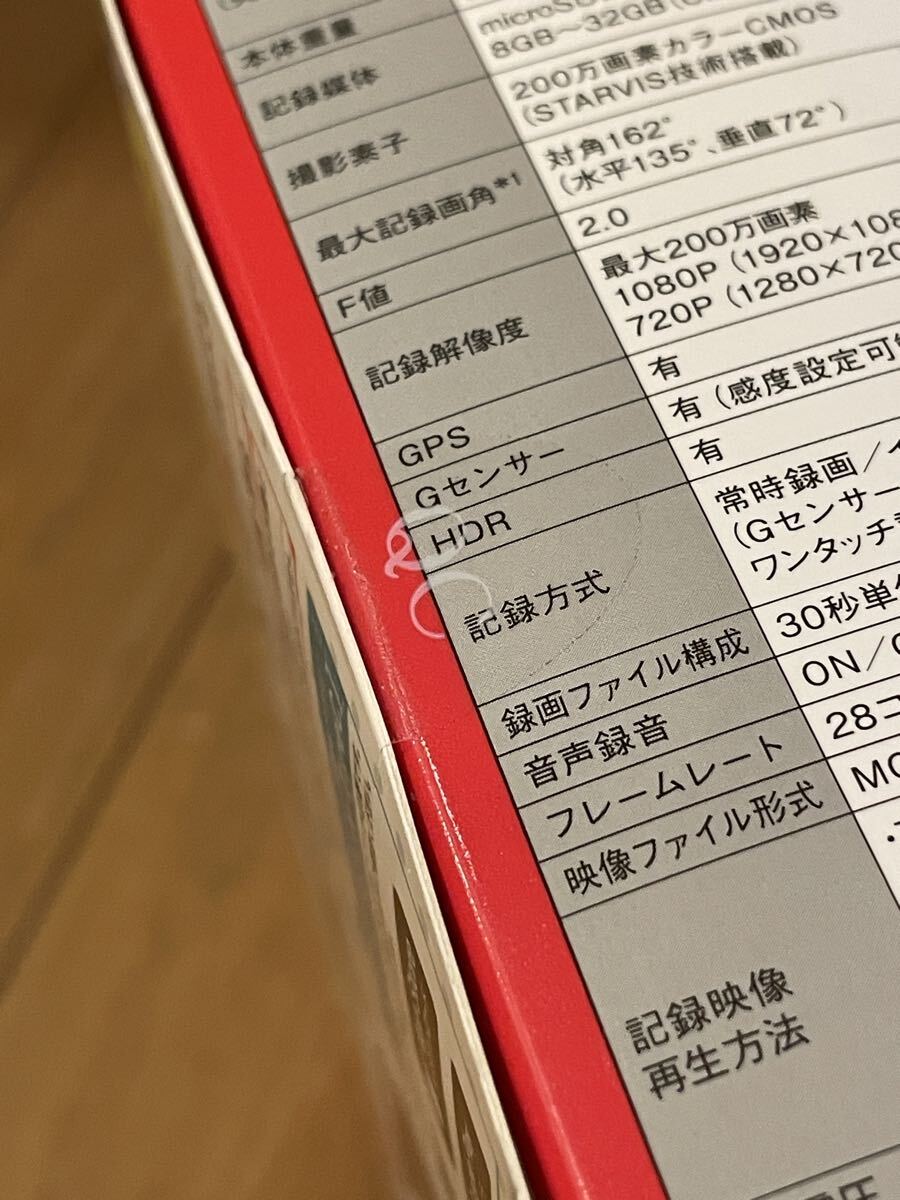 本体重量
記録媒体
microSD
8GB～32GB
撮影素子
200万画素カラーCMOS
(STARVIS技術搭載)
最大記録画角*1
対角162°
(水平135°、垂直72°)
F値
2.0
記録解像度
最大200万画素
1080P (1920×108
720P (1280×720
GPS
有
Gセンサー
有 (感度設定可
HDR
有
記録方式
常時録画/イ
(Gセンサー
ワンタッチ
録画ファイル構成
30秒単
音声録音
ON/
フレームレート
28コ
映像ファイル形式
MO
記録映像
再生方法